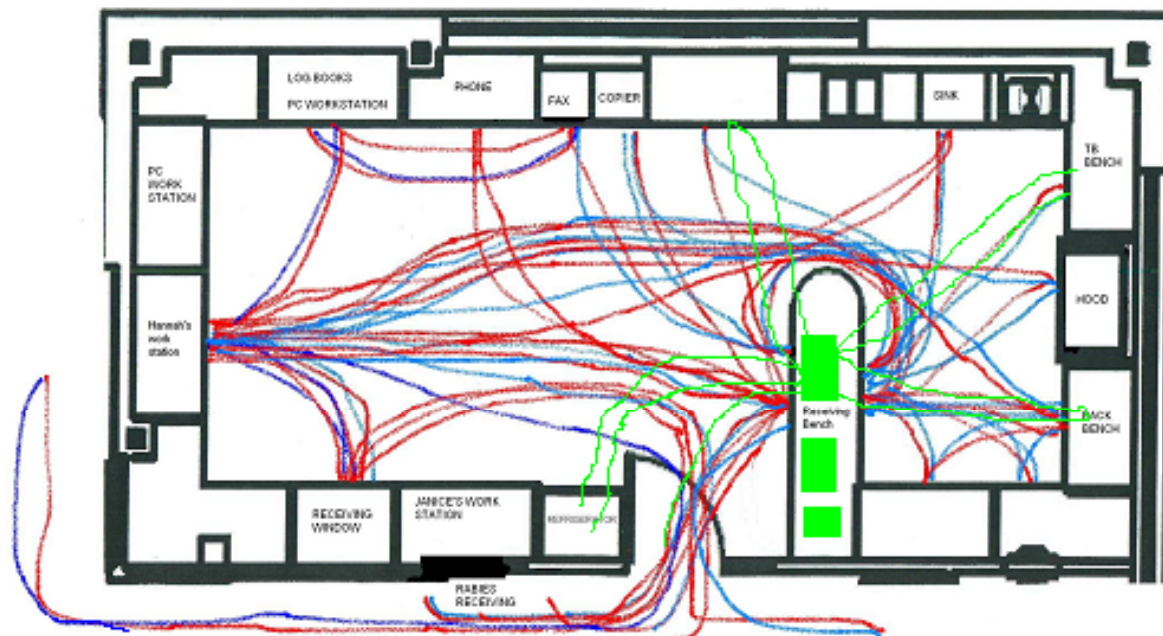 LOG BOOKS
PC WORKSTATION
PHONE
FAX
COPIER
SINK
TB
BENCH
PC
WORK
STATION
HOOD
Hannah's
work
station
Receiving
Bench
BACK
BENCH
RECEIVING
WINDOW
JANICE'S WORK
STATION
REFRIGERATOR
RABIES
RECEIVING